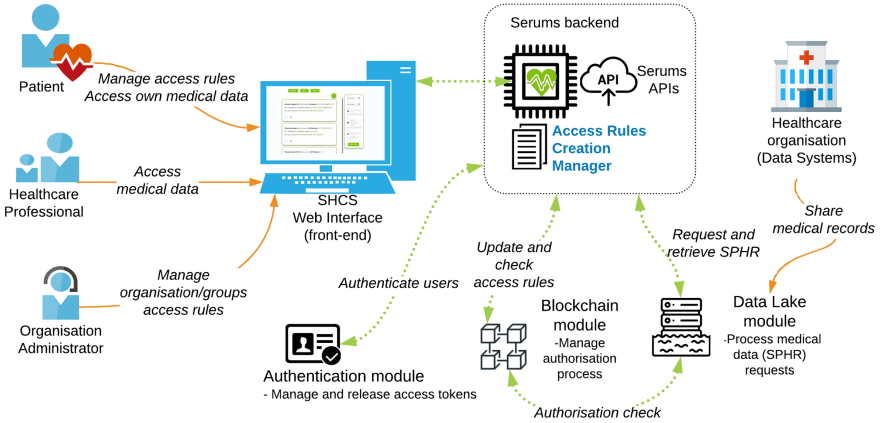 Serums backend
API
Serums
APIs
Access Rules
Creation
Manager
Patient
Manage access rules
Access own medical data
Healthcare
Professional
Access
medical data
SHCS
Web Interface
(front-end)
Healthcare
organisation
(Data Systems)
Share
medical records
Organisation
Administrator
Manage
organisation/groups
access rules
Authenticate users
Update and
check
access rules
Request and
retrieve SPHR
Authentication module
- Manage and release access tokens
Blockchain
module
-Manage
authorisation
process
Data Lake
module
-Process medical
data (SPHR)
requests
Authorisation check